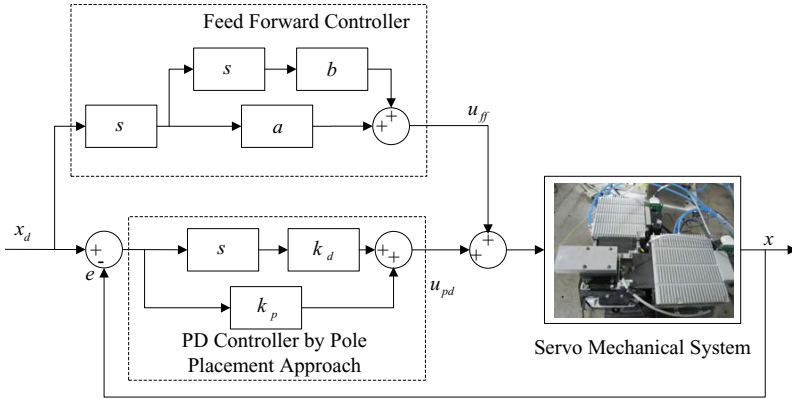 Feed Forward Controller
s
b
s
a
+
+
u_ff
x_d
+
-
e
s
k_d
+
+
u_pd
+
+
x
k_p
PD Controller by Pole
Placement Approach
Servo Mechanical System